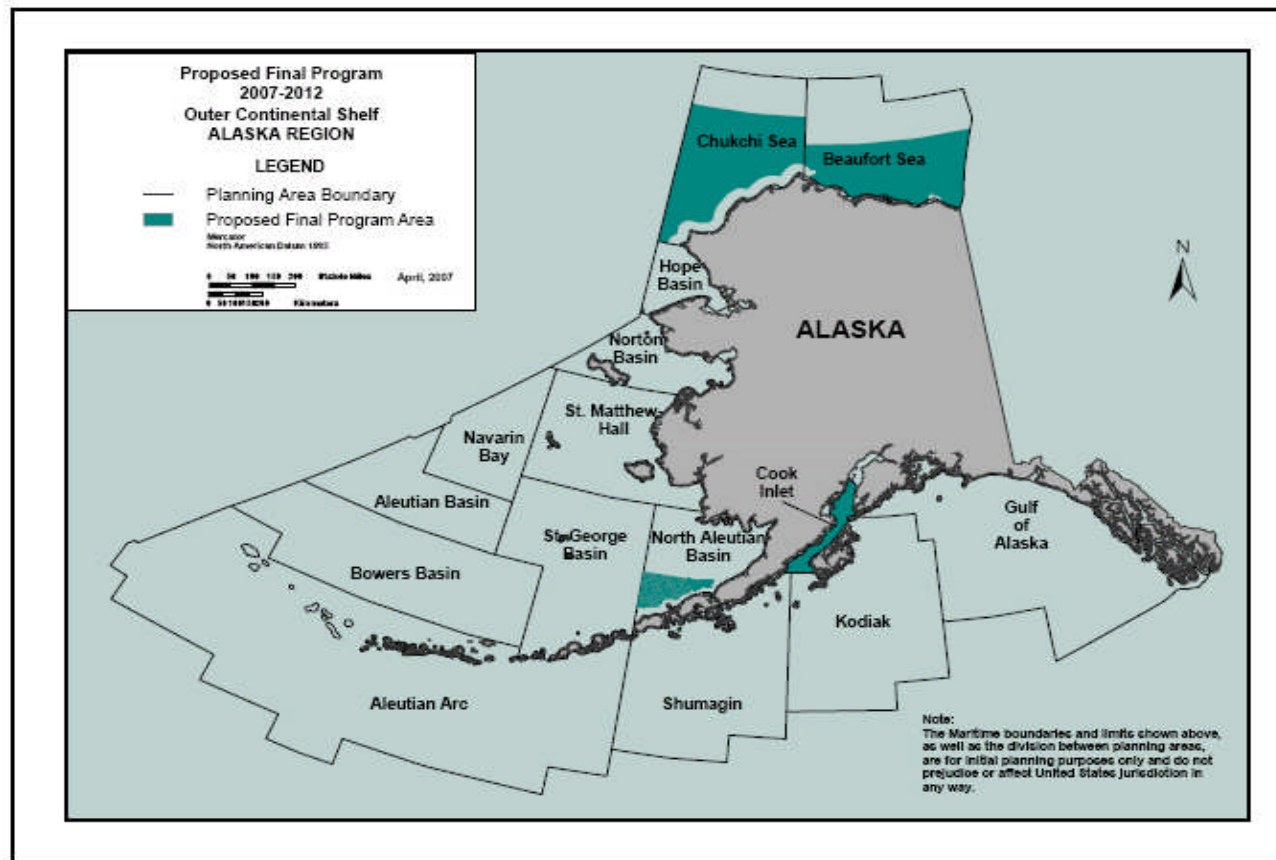 Proposed Final Program
2007-2012
Outer Continental Shelf
ALASKA REGION
LEGEND
Planning Area Boundary
Proposed Final Program Area
Mercator
North American Datum 1983
April, 2007
Kilometers
N
Chukchi Sea
Beaufort Sea
Hope
Basin
ALASKA
Norton
Basin
St. Matthew-
Hall
Navarin
Bay
Cook
Inlet
Aleutian Basin
Gulf
of
Alaska
St. George
Basin
North Aleutian
Basin
Bowers Basin
Kodiak
Aleutian Arc
Shumagin
Note:
The Maritime boundaries and limits shown above,
as well as the division between planning areas,
are for initial planning purposes only and do not
prejudice or affect United States jurisdiction in
any way.